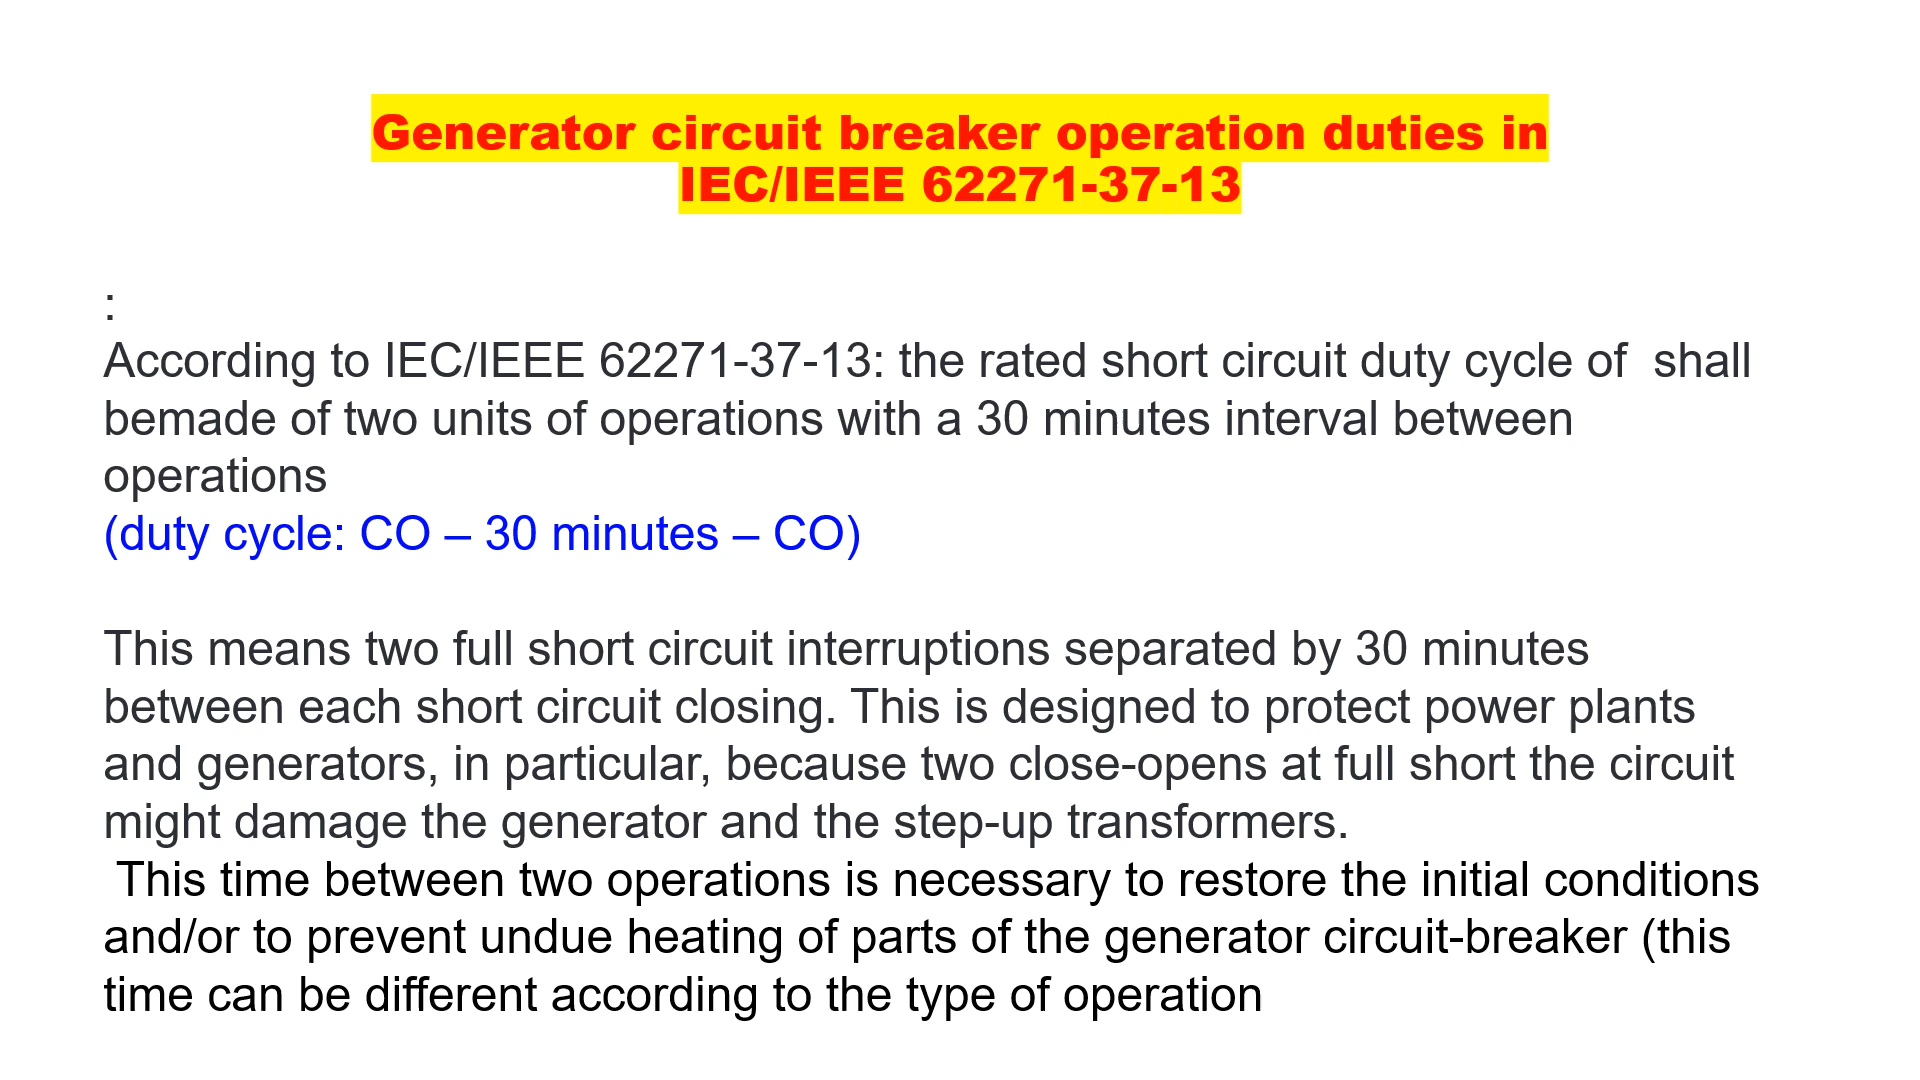 Generator circuit breaker operation duties in
IEC/IEEE 62271-37-13
:
According to IEC/IEEE 62271-37-13: the rated short circuit duty cycle of  shall
bemade of two units of operations with a 30 minutes interval between
operations
(duty cycle: CO – 30 minutes – CO)
This means two full short circuit interruptions separated by 30 minutes
between each short circuit closing. This is designed to protect power plants
and generators, in particular, because two close-opens at full short the circuit
might damage the generator and the step-up transformers.
This time between two operations is necessary to restore the initial conditions
and/or to prevent undue heating of parts of the generator circuit-breaker (this
time can be different according to the type of operation